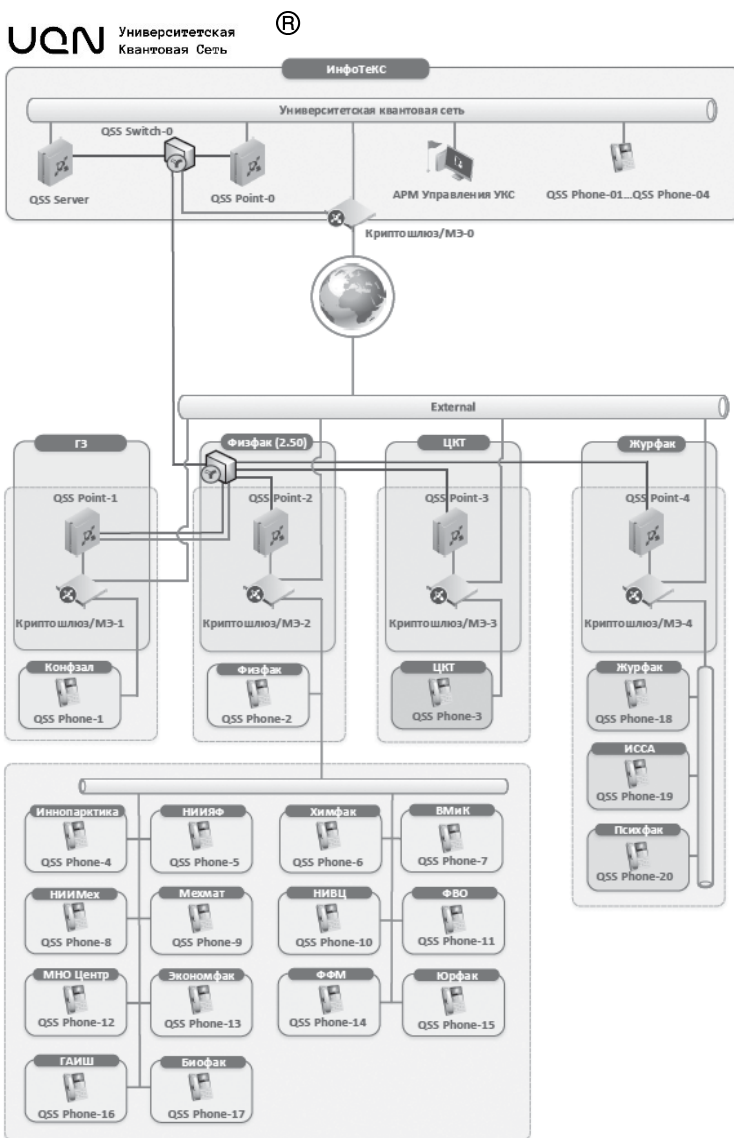 UQN Университетская
Квантовая Сеть
®
ИнфоТеКС
Университетская квантовая сеть
QSS Switch-0
QSS Server
QSS Point-0
АРМ Управления УКС
QSS Phone-01...QSS Phone-04
Криптошлюз/МЭ-0
External
ГЗ
Физфак (2.50)
ЦКТ
Журфак
QSS Point-1
QSS Point-2
QSS Point-3
QSS Point-4
Криптошлюз/МЭ-1
Криптошлюз/МЭ-2
Криптошлюз/МЭ-3
Криптошлюз/МЭ-4
Конфзал
QSS Phone-1
Физфак
QSS Phone-2
ЦКТ
QSS Phone-3
Журфак
QSS Phone-18
ИССА
QSS Phone-19
Психфак
QSS Phone-20
Иннопарктика
QSS Phone-4
НИИЯФ
QSS Phone-5
Химфак
QSS Phone-6
ВМиК
QSS Phone-7
НИИМех
QSS Phone-8
Мехмат
QSS Phone-9
НИВЦ
QSS Phone-10
ФВО
QSS Phone-11
МНО Центр
QSS Phone-12
Экономфак
QSS Phone-13
ФФМ
QSS Phone-14
Юрфак
QSS Phone-15
ГАИШ
QSS Phone-16
Биофак
QSS Phone-17